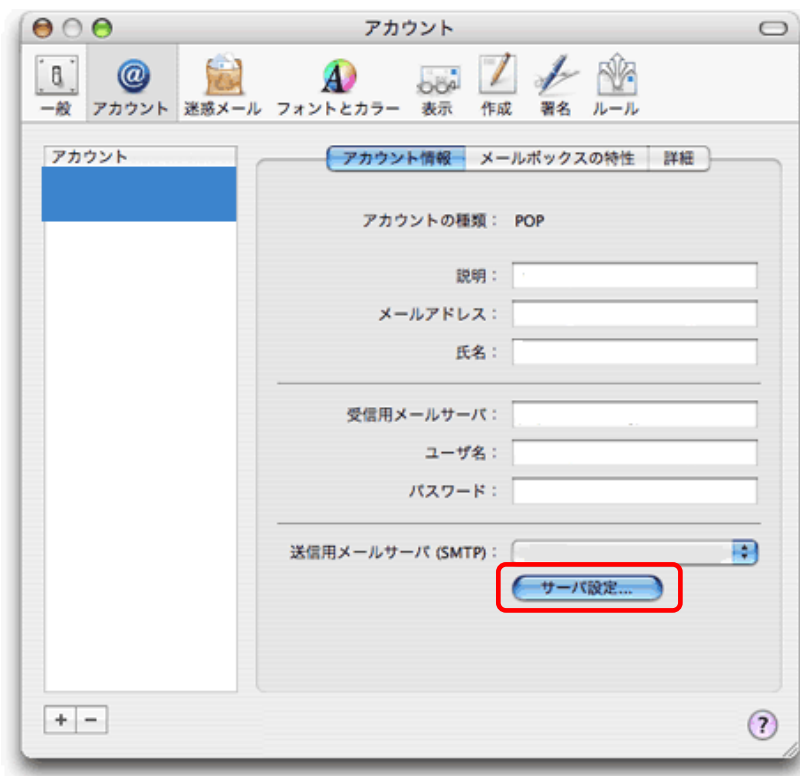 アカウント
一般 アカウント 迷惑メール フォントとカラー 表示 作成 署名 ルール
アカウント
アカウント情報 メールボックスの特性 詳細
アカウントの種類： POP
説明：
メールアドレス：
氏名：
受信用メールサーバ：
ユーザ名：
パスワード：
送信用メールサーバ (SMTP)：
サーバ設定...
+ − ?